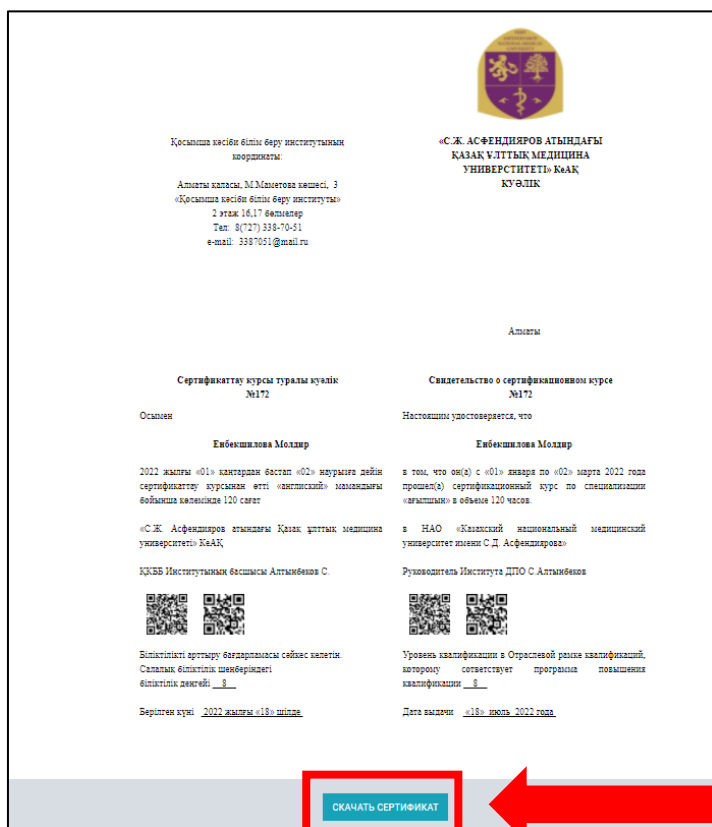 Қосымша кәсіби білім беру институтынын
координаты:
Алматы қаласы, М.Маметова көшесі, 3
«Қосымша кәсіби білім беру институты»
2 этаж 16,17 бөлмелер
Тел: 8(727) 338-70-51
e-mail: 3387051@mail.ru
«С.Ж. АСФЕНДИЯРОВ АТЫНДАҒЫ
ҚАЗАҚ ҰЛТТЫҚ МЕДИЦИНА
УНИВЕРСТИТЕТІ» КеАҚ
КУӘЛІК
Алматы
Сертификаттау курсы туралы куәлік
№172
Осымен
Еңбекшилова Молдир
2022 жылғы «01» қаңтардан бастап «02» наурызға дейін
сертификаттау курсынан өтті «англиский» мамандығы
бойынша көлемінде 120 сағат
«С.Ж. Асфендияров атындағы Қазақ ұлттық медицина
университеті» КеАҚ
ҚКББ Институтының басшысы Алтынбеков С.
Біліктілікті арттыру бағдарламасы сәйкес келетін.
Салалық біліктілік шеңберіндегі
біліктілік деңгейі 8
Берілген күні 2022 жылғы «18» шілде
Свидетельство о сертификационном курсе
№172
Настоящим удостоверяется, что
Еңбекшилова Молдир
в том, что он(а) с «01» января по «02» марта 2022 года
прошел(а) сертификационный курс по специализации
«ағылшын» в объеме 120 часов.
в НАО «Казахский национальный медицинский
университет имени С.Д. Асфендиярова»
Руководитель Института ДПО С.Алтынбеков
Уровень квалификации в Отраслевой рамке квалификаций,
которому сответствует программа повышения
квалификации 8
Дата выдачи «18» июль 2022 года
СКАЧАТЬ СЕРТИФИКАТ